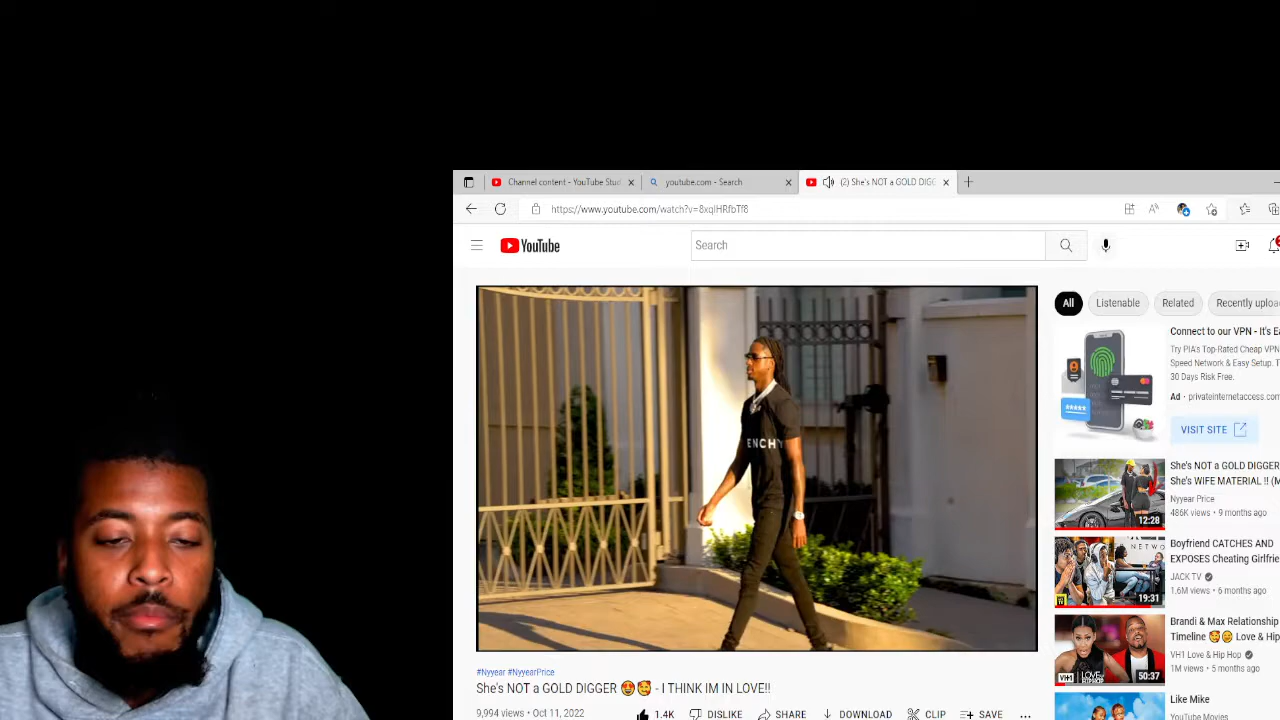 Channel content - YouTube Stud
youtube.com - Search
(2) She's NOT a GOLD DIGG
https://www.youtube.com/watch?v=8xqlHRfbTf8
YouTube
Search
All
Listenable
Related
Recently uploa
ENCHY
Connect to our VPN - It's Ea
Try PIA's Top-Rated Cheap VPN
Speed Network & Easy Setup. T
30 Days Risk Free.
Ad • privateinternetaccess.com
VISIT SITE
She's NOT a GOLD DIGGER
She's WIFE MATERIAL !! (M
Nyyear Price
486K views • 9 months ago
12:28
Boyfriend CATCHES AND
EXPOSES Cheating Girlfrie
JACK TV
1.6M views • 6 months ago
19:31
Brandi & Max Relationship
Timeline 🥰😍 Love & Hip
VH1 Love & Hip Hop
1M views • 5 months ago
50:37
VH1
Like Mike
YouTube Movies
#Nyyear #NyyearPrice
She's NOT a GOLD DIGGER 😍🥰 - I THINK IM IN LOVE!!
9,994 views • Oct 11, 2022
1.4K
DISLIKE
SHARE
DOWNLOAD
CLIP
SAVE